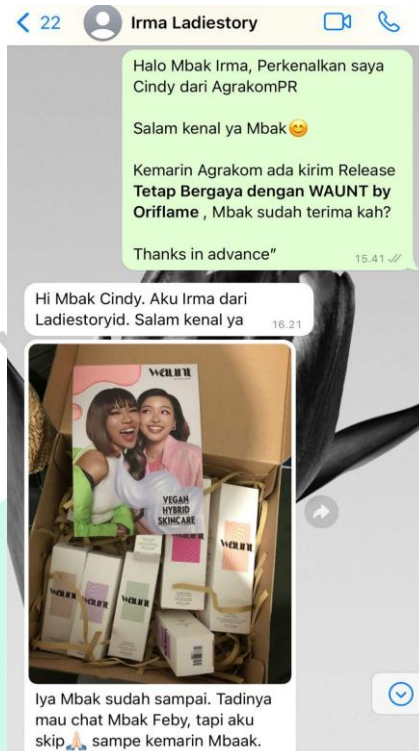 22
Irma Ladiestory
Halo Mbak Irma, Perkenalkan saya
Cindy dari AgrakomPR
Salam kenal ya Mbak😊
Kemarin Agrakom ada kirim Release
Tetap Bergaya dengan WAUNT by
Oriflame , Mbak sudah terima kah?
Thanks in advance”
15.41
Hi Mbak Cindy. Aku Irma dari
Ladiestoryid. Salam kenal ya
16.21
waunt
VEGAN
HYBRID
SKINCARE
waunt
waunt
waunt
waunt
waunt
Iya Mbak sudah sampai. Tadinya
mau chat Mbak Feby, tapi aku
skip🙏🏻 sampe kemarin Mbaak.